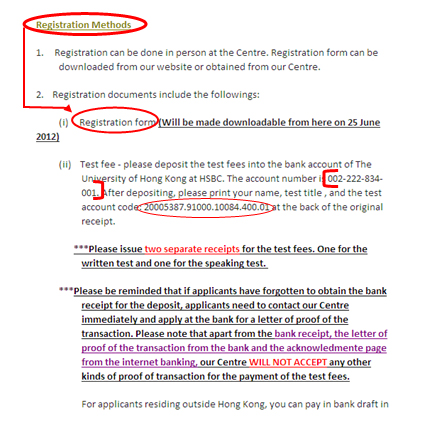 Registration Methods
1. Registration can be done in person at the Centre. Registration form can be
downloaded from our website or obtained from our Centre.
2. Registration documents include the followings:
(i) Registration form (Will be made downloadable from here on 25 June
2012)
(ii) Test fee - please deposit the test fees into the bank account of The
University of Hong Kong at HSBC. The account number is 002-222-834-
001. After depositing, please print your name, test title , and the test
account code: 20005387.91000.10084.400.01 at the back of the original
receipt.
***Please issue two separate receipts for the test fees. One for the
written test and one for the speaking test.
***Please be reminded that if applicants have forgotten to obtain the bank
receipt for the deposit, applicants need to contact our Centre
immediately and apply at the bank for a letter of proof of the
transaction. Please note that apart from the bank receipt, the letter of
proof of the transaction from the bank and the acknowledgmente page
from the internet banking, our Centre WILL NOT ACCEPT any other
kinds of proof of transaction for the payment of the test fees.
For applicants residing outside Hong Kong, you can pay in bank draft in